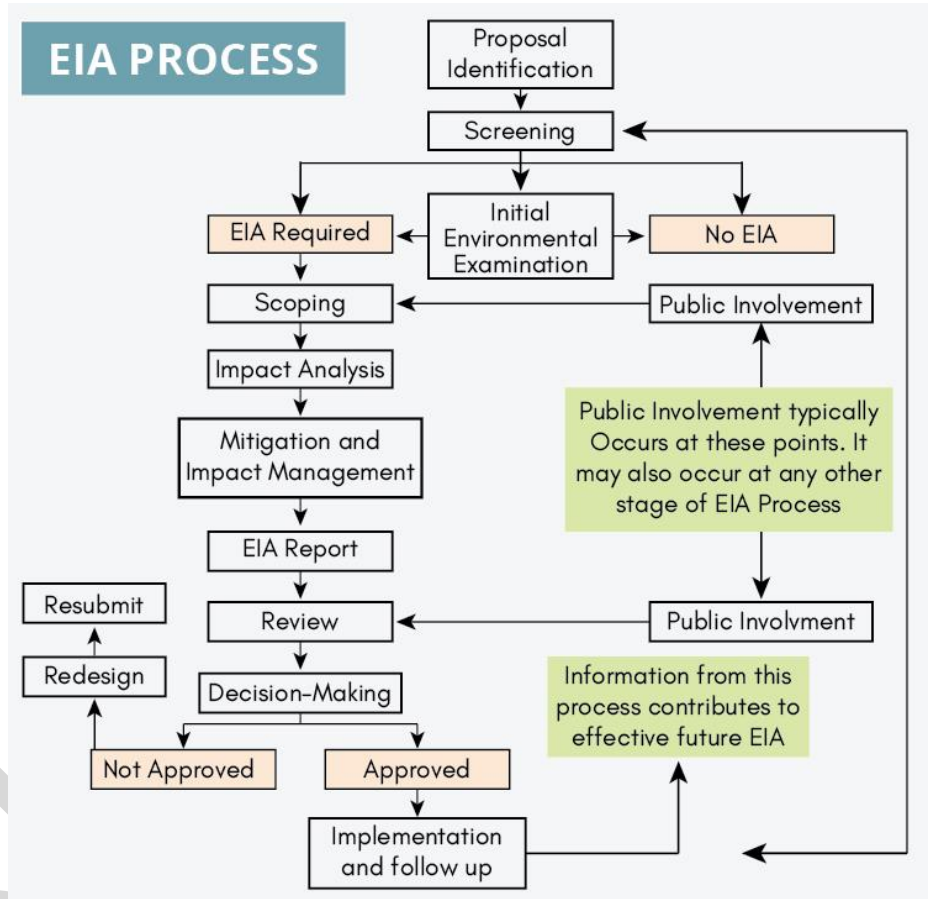 EIA PROCESS
Proposal
Identification
Screening
EIA Required
Initial
Environmental
Examination
No EIA
Scoping
Public Involvement
Impact Analysis
Mitigation and
Impact Management
Public Involvement typically
Occurs at these points. It
may also occur at any other
stage of EIA Process
EIA Report
Resubmit
Review
Public Involvment
Redesign
Decision-Making
Information from this
process contributes to
effective future EIA
Not Approved
Approved
Implementation
and follow up